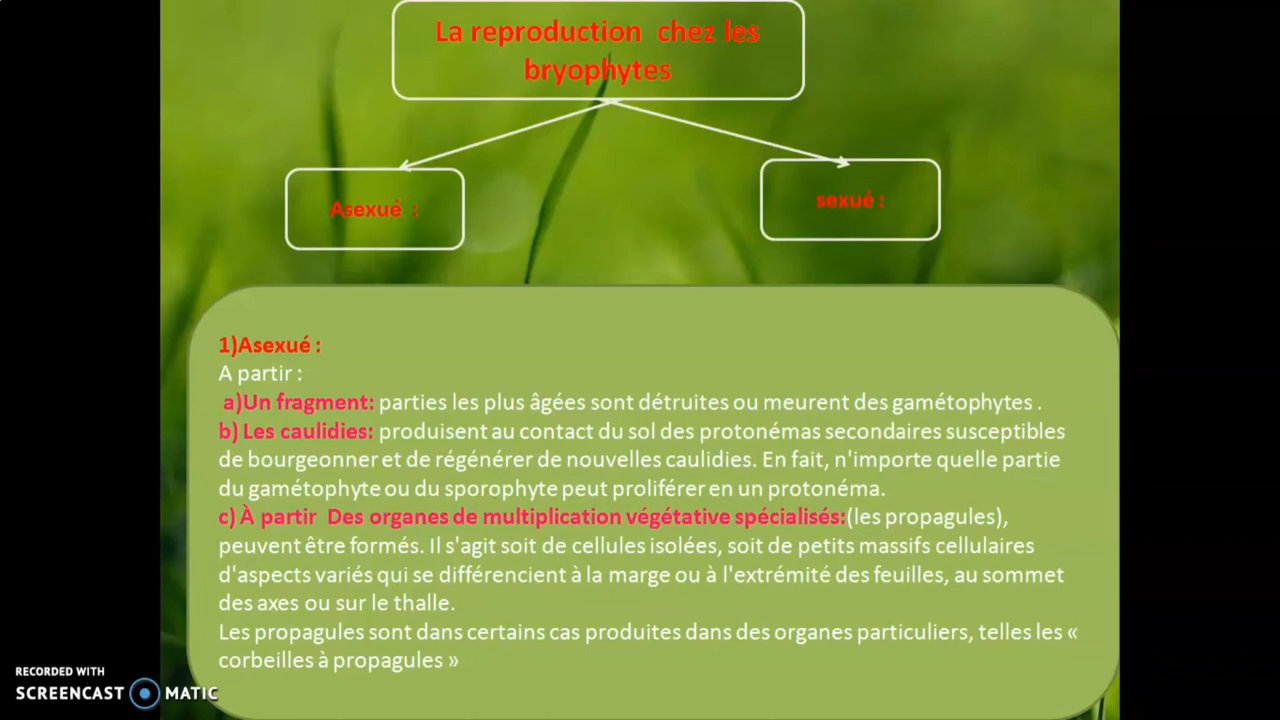 La reproduction chez les
bryophytes
Asexué :
sexué :
1)Asexué :
A partir :
a)Un fragment: parties les plus âgées sont détruites ou meurent des gamétophytes .
b) Les caulidies: produisent au contact du sol des protonémas secondaires susceptibles
de bourgeonner et de régénérer de nouvelles caulidies. En fait, n'importe quelle partie
du gamétophyte ou du sporophyte peut proliférer en un protonéma.
c) À partir Des organes de multiplication végétative spécialisés:(les propagules),
peuvent être formés. Il s'agit soit de cellules isolées, soit de petits massifs cellulaires
d'aspects variés qui se différencient à la marge ou à l'extrémité des feuilles, au sommet
des axes ou sur le thalle.
Les propagules sont dans certains cas produites dans des organes particuliers, telles les «
corbeilles à propagules »
RECORDED WITH
SCREENCAST MATIC